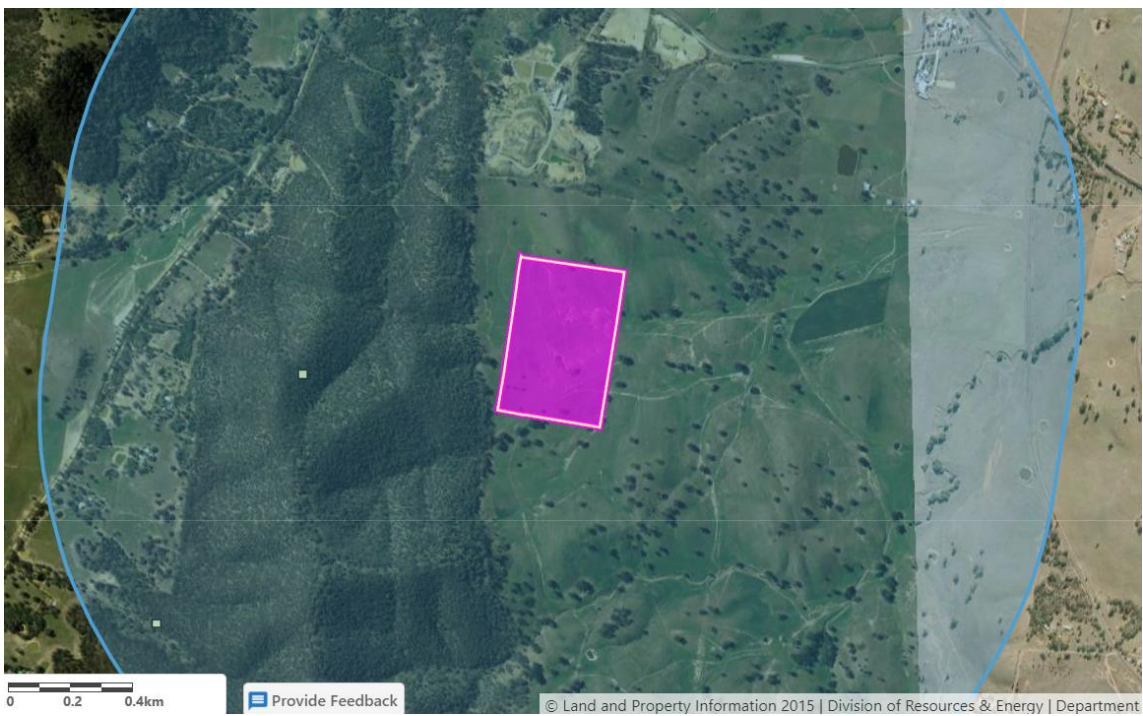 0 0.2 0.4km
Provide Feedback
© Land and Property Information 2015 | Division of Resources & Energy | Department